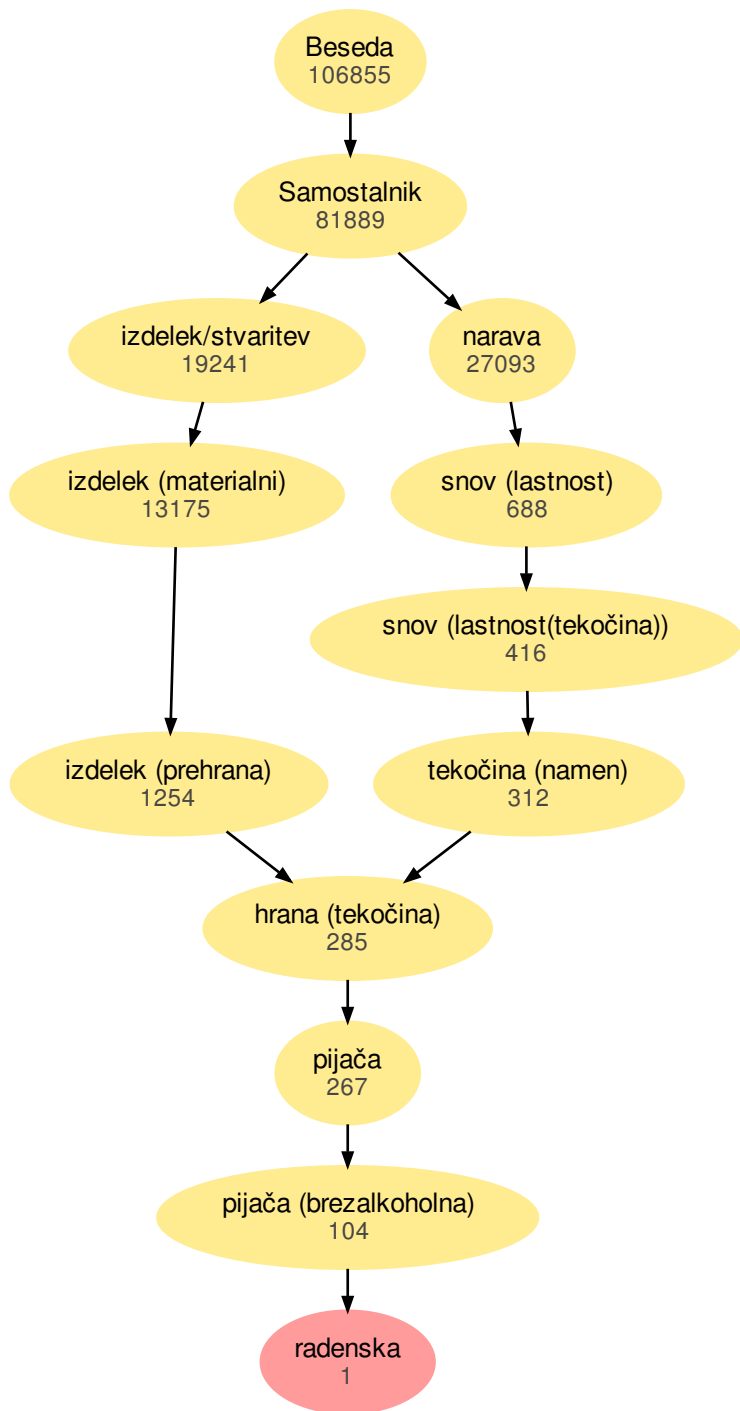 Beseda
106855
Samostalnik
81889
izdelek/stvaritev
19241
narava
27093
izdelek (materialni)
13175
snov (lastnost)
688
snov (lastnost(tekočina))
416
izdelek (prehrana)
1254
tekočina (namen)
312
hrana (tekočina)
285
pijača
267
pijača (brezalkoholna)
104
radenska
1